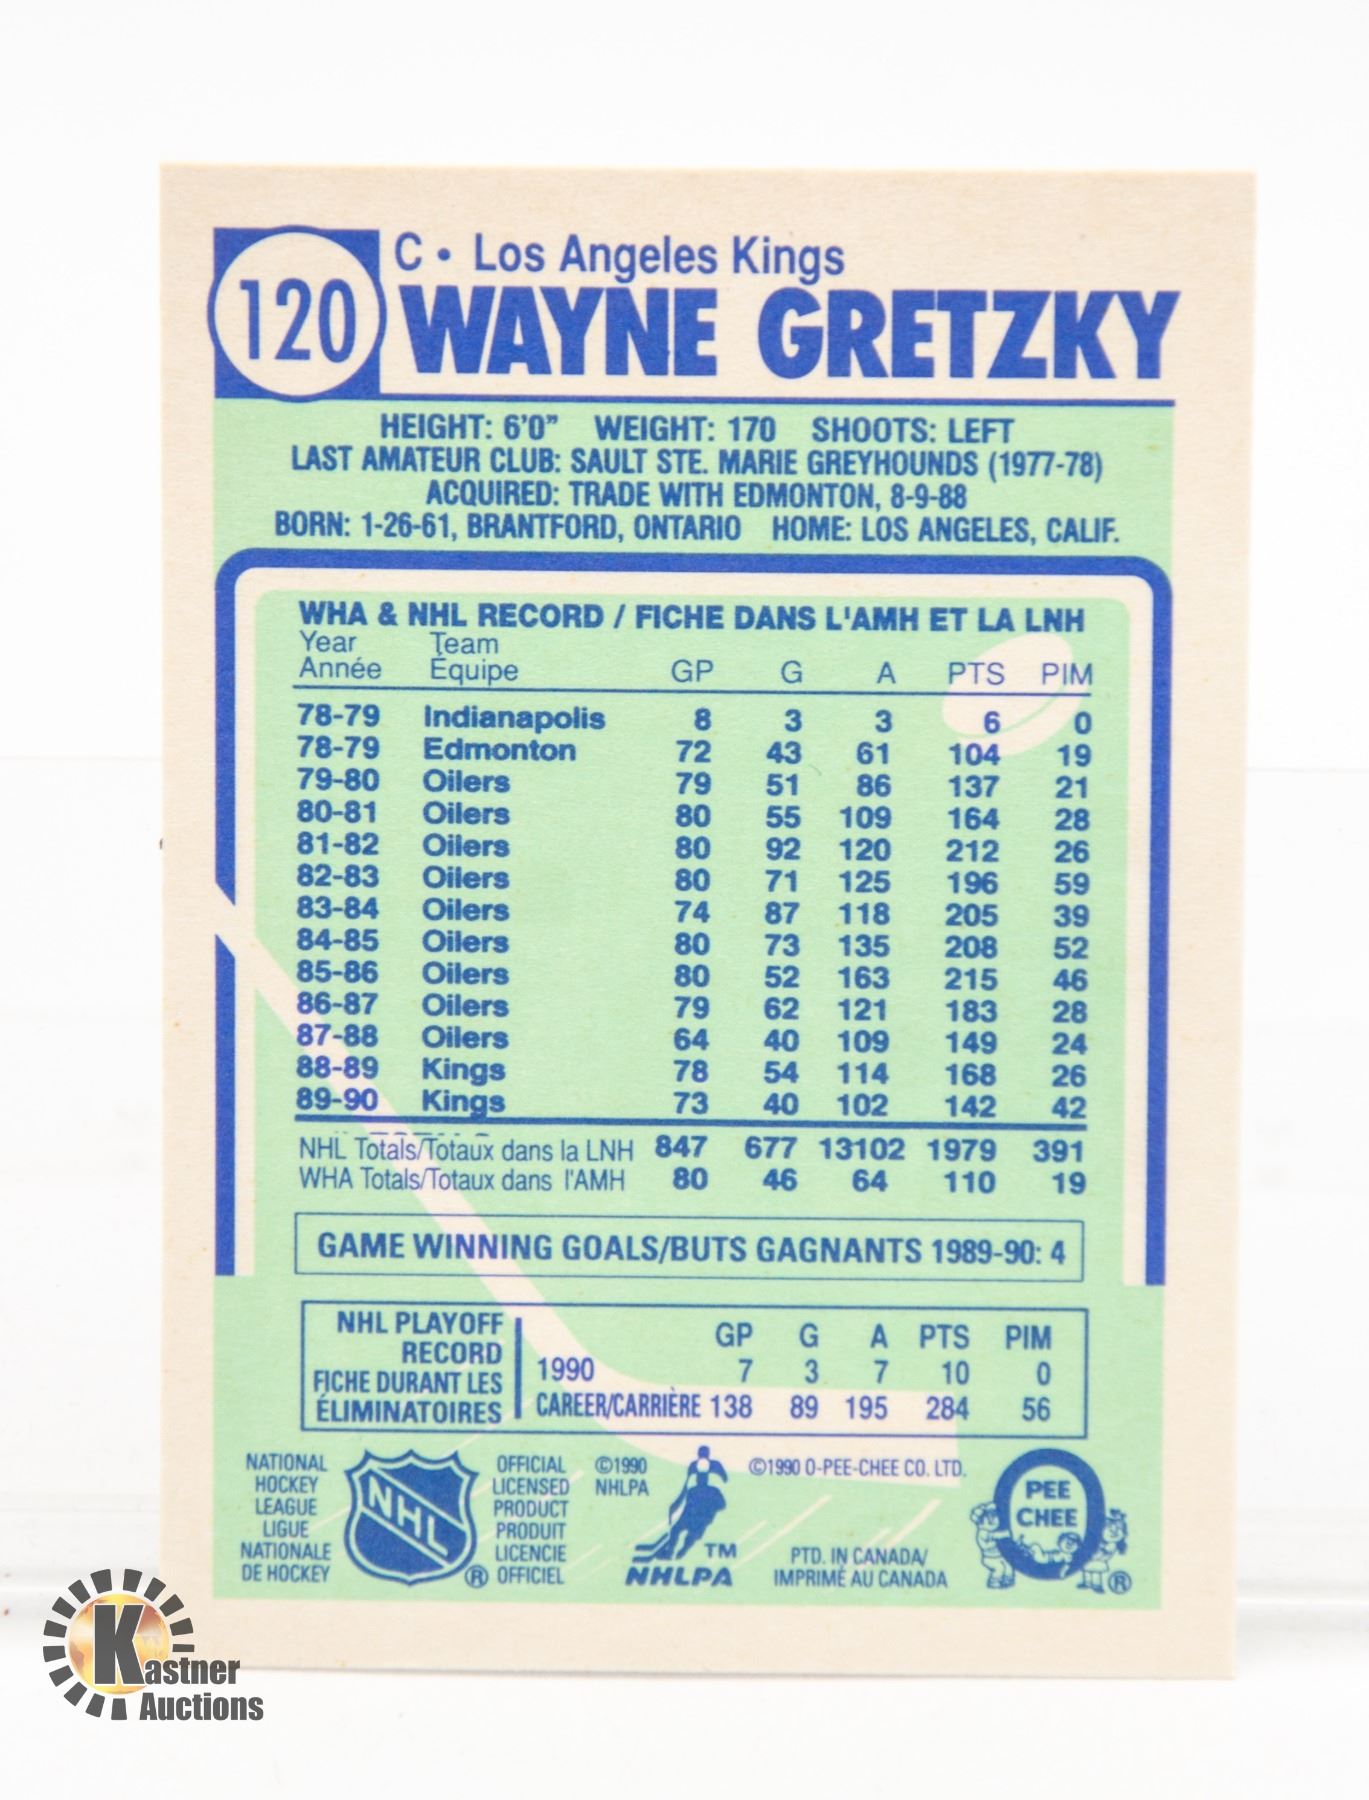 120
C • Los Angeles Kings
WAYNE GRETZKY
HEIGHT: 6'0" WEIGHT: 170 SHOOTS: LEFT
LAST AMATEUR CLUB: SAULT STE. MARIE GREYHOUNDS (1977-78)
ACQUIRED: TRADE WITH EDMONTON, 8-9-88
BORN: 1-26-61, BRANTFORD, ONTARIO HOME: LOS ANGELES, CALIF.
WHA & NHL RECORD / FICHE DANS L'AMH ET LA LNH
Year Team
Année Équipe GP G A PTS PIM
78-79 Indianapolis 8 3 3 6 0
78-79 Edmonton 72 43 61 104 19
79-80 Oilers 79 51 86 137 21
80-81 Oilers 80 55 109 164 28
81-82 Oilers 80 92 120 212 26
82-83 Oilers 80 71 125 196 59
83-84 Oilers 74 87 118 205 39
84-85 Oilers 80 73 135 208 52
85-86 Oilers 80 52 163 215 46
86-87 Oilers 79 62 121 183 28
87-88 Oilers 64 40 109 149 24
88-89 Kings 78 54 114 168 26
89-90 Kings 73 40 102 142 42
NHL Totals/Totaux dans la LNH 847 677 13102 1979 391
WHA Totals/Totaux dans l'AMH 80 46 64 110 19
GAME WINNING GOALS/BUTS GAGNANTS 1989-90: 4
NHL PLAYOFF
RECORD
FICHE DURANT LES
ÉLIMINATOIRES
GP G A PTS PIM
1990 7 3 7 10 0
CAREER/CARRIÈRE 138 89 195 284 56
NATIONAL
HOCKEY
LEAGUE
LIGUE
NATIONALE
DE HOCKEY
NHL
®
OFFICIAL
LICENSED
PRODUCT
PRODUIT
LICENCIE
OFFICIEL
©1990
NHLPA
TM
NHLPA
©1990 O-PEE-CHEE CO. LTD.
PTD. IN CANADA/
IMPRIMÉ AU CANADA
PEE
CHEE
®
Kastner
Auctions